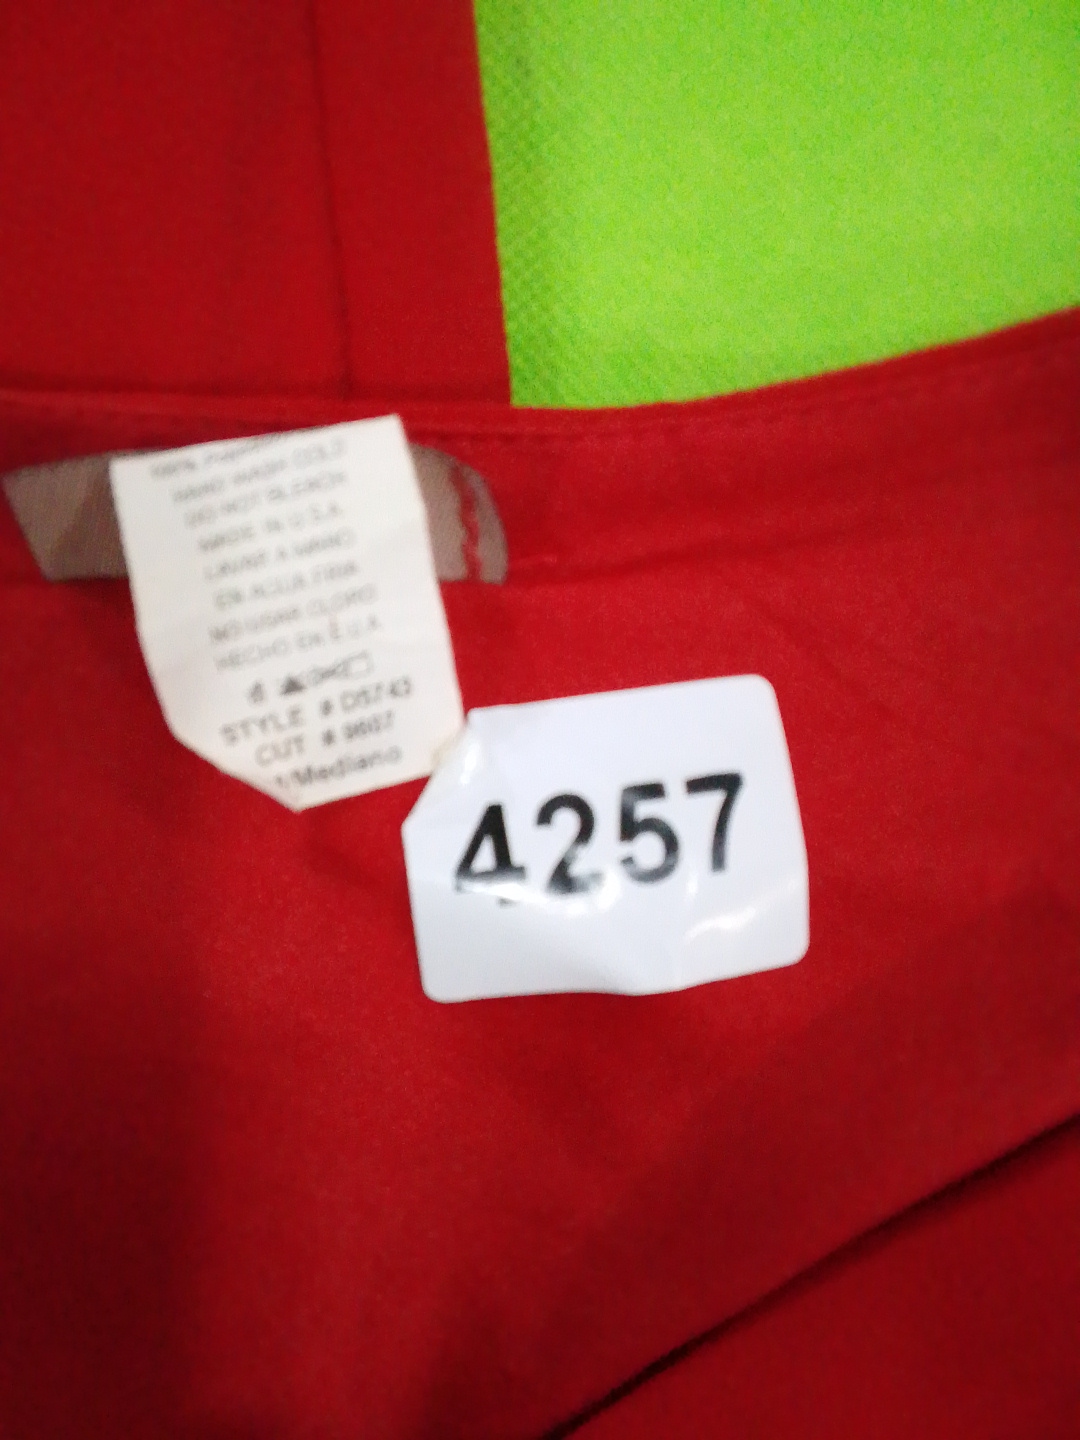 100%
HAND WASH COLD
DO NOT BLEACH
MADE IN U.S.A
LAVAR A MANO
EN AGUA FRIA
NO USAR CLORO
HECHO EN E.U.A
STYLE # D5743
CUT # 9607
/Mediano
4257